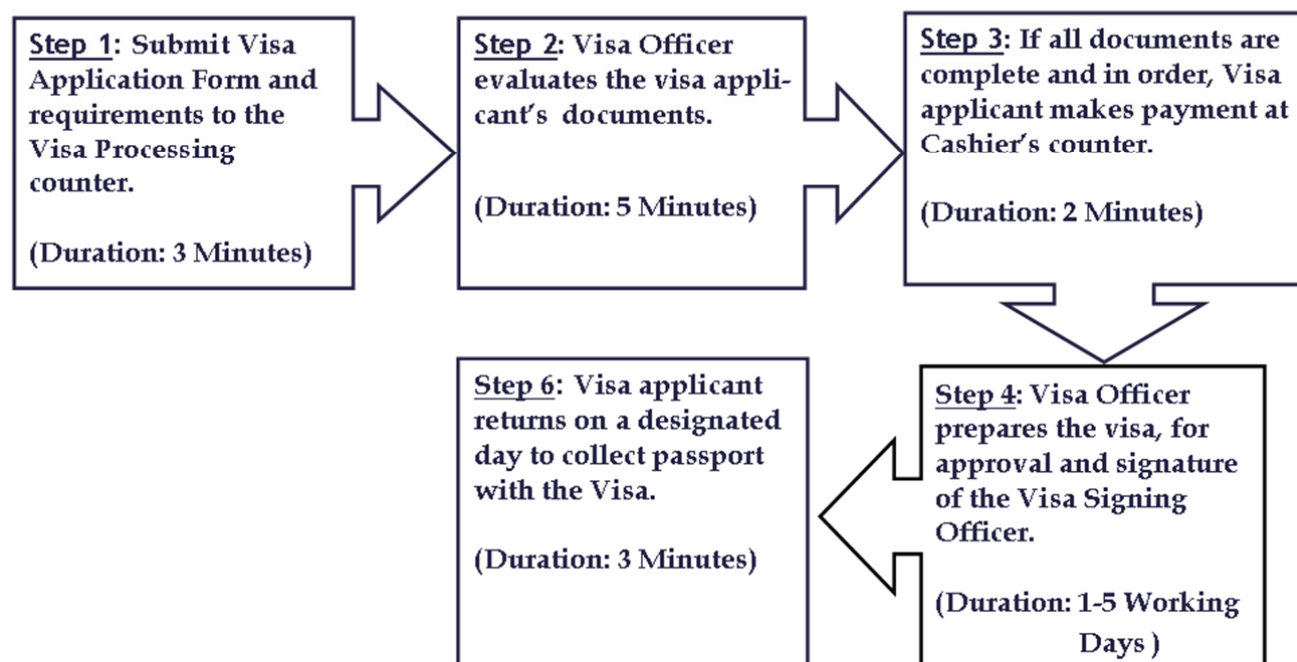 Step 1: Submit Visa
Application Form and
requirements to the
Visa Processing
counter.
(Duration: 3 Minutes)
Step 2: Visa Officer
evaluates the visa appli-
cant's documents.
(Duration: 5 Minutes)
Step 3: If all documents are
complete and in order, Visa
applicant makes payment at
Cashier's counter.
(Duration: 2 Minutes)
Step 4: Visa Officer
prepares the visa, for
approval and signature
of the Visa Signing
Officer.
(Duration: 1-5 Working
Days )
Step 6: Visa applicant
returns on a designated
day to collect passport
with the Visa.
(Duration: 3 Minutes)